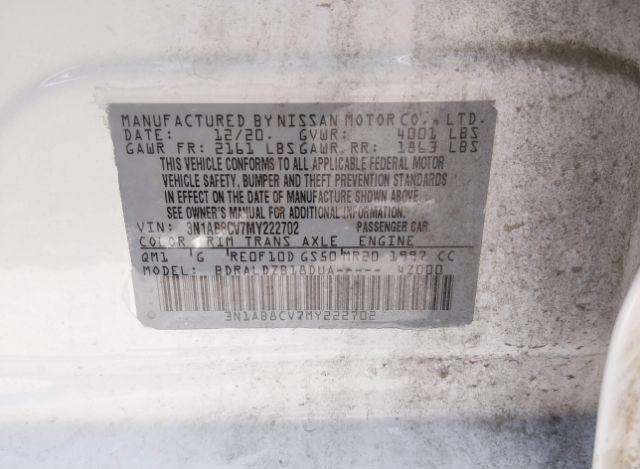 MANUFACTURED BY NISSAN MOTOR CO., LTD.
DATE: 12/20. GVWR: 4001 LBS
GAWR FR: 2161 LBS GAWR. RR: 1863 LBS
THIS VEHICLE CONFORMS TO ALL APPLICABLE FEDERAL MOTOR
VEHICLE SAFETY, BUMPER AND THEFT PREVENTION STANDARDS
IN EFFECT ON THE DATE OF MANUFACTURE SHOWN ABOVE.
SEE OWNER'S MANUAL FOR ADDITIONAL INFORMATION.
VIN: 3N1AB8CV7MY222702 PASSENGER CAR.
COLOR TRIM TRANS AXLE ENGINE
QM1 G RE0F10D GS50 MR20 1997 CC
MODEL: BDRALDZB18DUA----- 4Z000
3N1AB8CV7MY222702